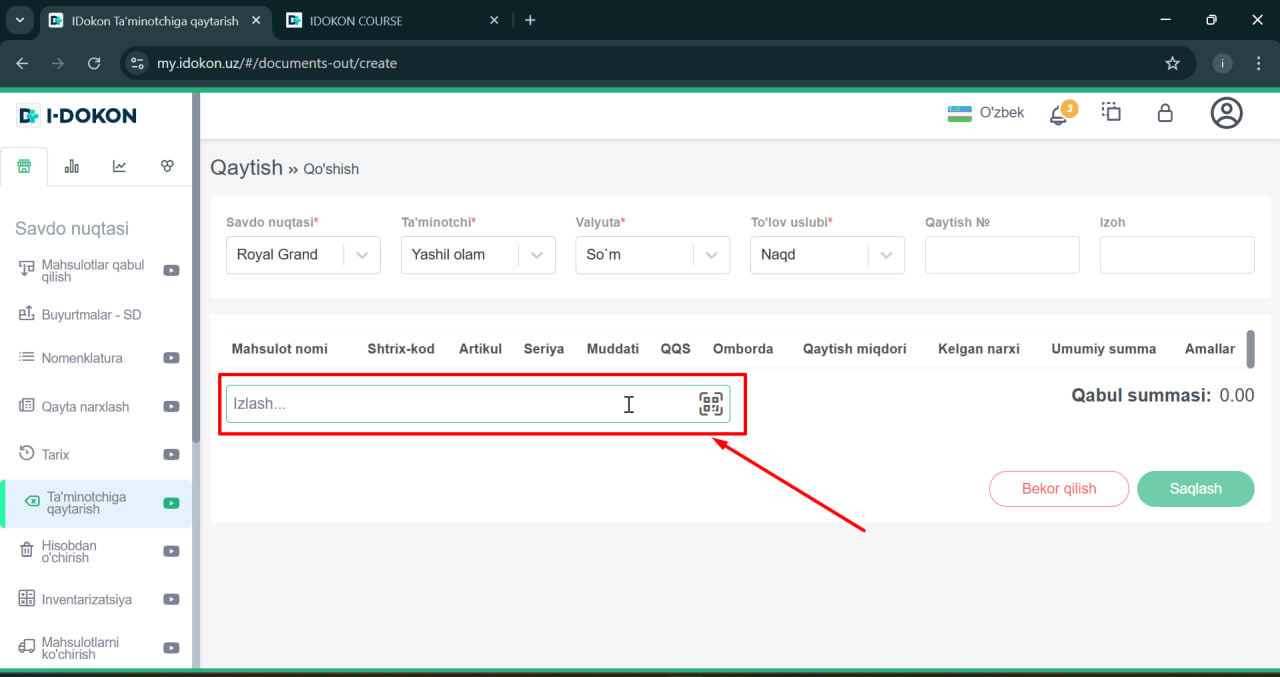 IDokon Ta'minotchiga qaytarish
IDOKON COURSE
my.idokon.uz/#/documents-out/create
i
I-DOKON
O'zbek
3
Savdo nuqtasi
Mahsulotlar qabul
qilish
Buyurtmalar - SD
Nomenklatura
Qayta narxlash
Tarix
Ta'minotchiga
qaytarish
Hisobdan
o'chirish
Inventarizatsiya
Mahsulotlarni
ko'chirish
Qaytish » Qo'shish
Savdo nuqtasi* Ta'minotchi* Valyuta* To'lov uslubi* Qaytish № Izoh
Royal Grand Yashil olam So`m Naqd
Mahsulot nomi Shtrix-kod Artikul Seriya Muddati QQS Omborda Qaytish miqdori Kelgan narxi Umumiy summa Amallar
Izlash...
Qabul summasi: 0.00
Bekor qilish Saqlash